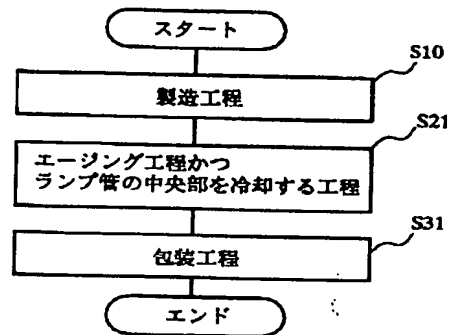 スタート
S10
製造工程
S21
エージング工程かつ
ランプ管の中央部を冷却する工程
S31
包装工程
エンド